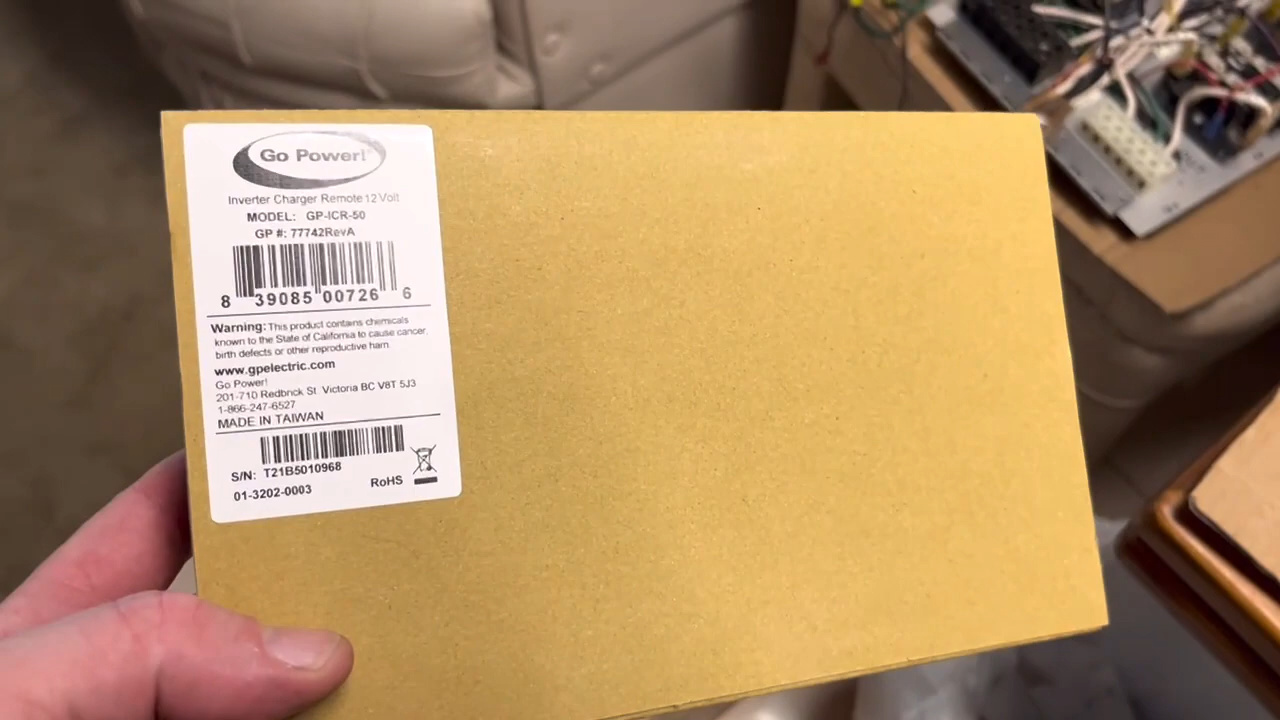 Go Power!®
Inverter Charger Remote 12 Volt
MODEL: GP-ICR-50
GP #: 77742RevA
8 39085 00726 6
Warning: This product contains chemicals
known to the State of California to cause cancer,
birth defects or other reproductive harm.
www.gpelectric.com
Go Power!
201-710 Redbrick St. Victoria BC V8T 5J3
1-866-247-6527
MADE IN TAIWAN
S/N: T21B5010968
01-3202-0003
RoHS